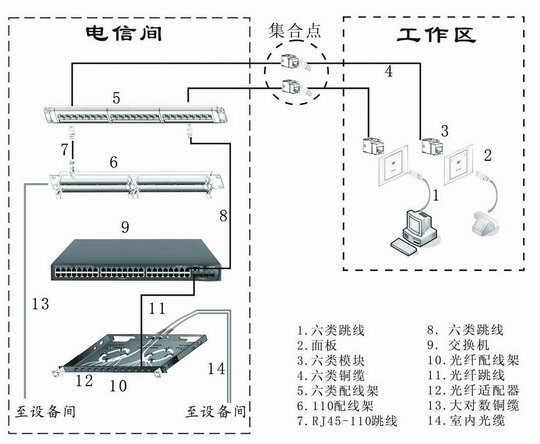 电信间
集合点
工作区
4
5
3
2
7
6
1
8
9
13
11
12
10
14
至设备间
至设备间
1.六类跳线
2.面板
3.六类模块
4.六类铜缆
5.六类配线架
6.110配线架
7.RJ45-110跳线
8.六类跳线
9.交换机
10.光纤配线架
11.光纤跳线
12.光纤适配器
13.大对数铜缆
14.室内光缆